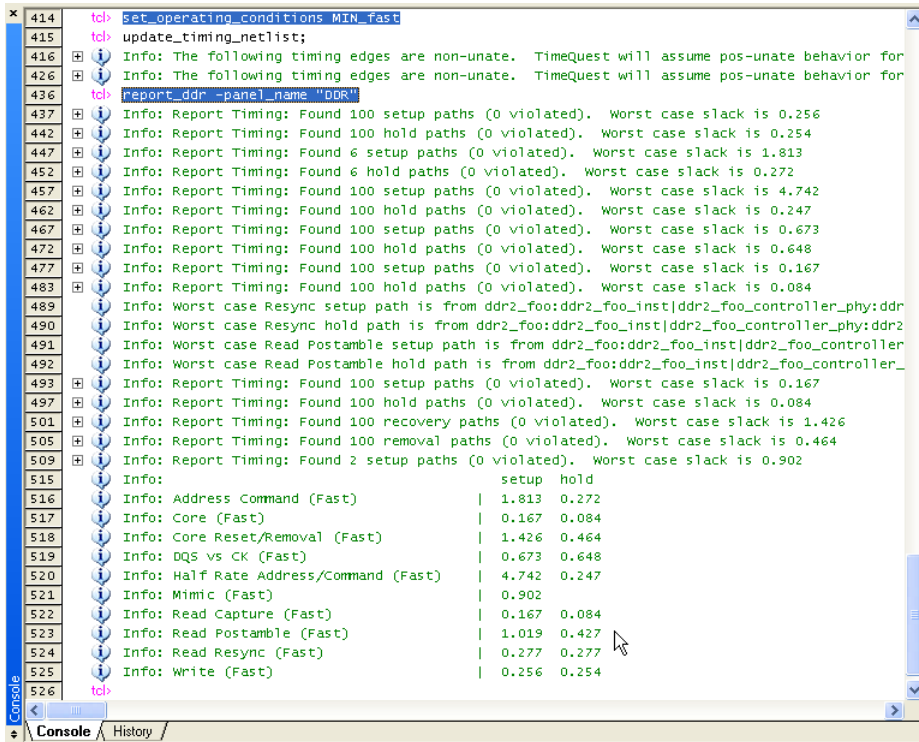 414 tcl> set_operating_conditions MIN_fast
415 tcl> update_timing_netlist;
416 Info: The following timing edges are non-unate.  TimeQuest will assume pos-unate behavior for
426 Info: The following timing edges are non-unate.  TimeQuest will assume pos-unate behavior for
436 tcl> report_ddr -panel_name "DDR"
437 Info: Report Timing: Found 100 setup paths (0 violated).  Worst case slack is 0.256
442 Info: Report Timing: Found 100 hold paths (0 violated).  Worst case slack is 0.254
447 Info: Report Timing: Found 6 setup paths (0 violated).  Worst case slack is 1.813
452 Info: Report Timing: Found 6 hold paths (0 violated).  Worst case slack is 0.272
457 Info: Report Timing: Found 100 setup paths (0 violated).  Worst case slack is 4.742
462 Info: Report Timing: Found 100 hold paths (0 violated).  Worst case slack is 0.247
467 Info: Report Timing: Found 100 setup paths (0 violated).  Worst case slack is 0.673
472 Info: Report Timing: Found 100 hold paths (0 violated).  Worst case slack is 0.648
477 Info: Report Timing: Found 100 setup paths (0 violated).  Worst case slack is 0.167
483 Info: Report Timing: Found 100 hold paths (0 violated).  Worst case slack is 0.084
489 Info: Worst case Resync setup path is from ddr2_foo:ddr2_foo_inst|ddr2_foo_controller_phy:ddr
490 Info: Worst case Resync hold path is from ddr2_foo:ddr2_foo_inst|ddr2_foo_controller_phy:ddr2
491 Info: Worst case Read Postamble setup path is from ddr2_foo:ddr2_foo_inst|ddr2_foo_controller
492 Info: Worst case Read Postamble hold path is from ddr2_foo:ddr2_foo_inst|ddr2_foo_controller_
493 Info: Report Timing: Found 100 setup paths (0 violated).  Worst case slack is 0.167
497 Info: Report Timing: Found 100 hold paths (0 violated).  Worst case slack is 0.084
501 Info: Report Timing: Found 100 recovery paths (0 violated).  Worst case slack is 1.426
505 Info: Report Timing: Found 100 removal paths (0 violated).  Worst case slack is 0.464
509 Info: Report Timing: Found 2 setup paths (0 violated).  Worst case slack is 0.902
515 Info: setup hold
516 Info: Address Command (Fast) | 1.813 0.272
517 Info: Core (Fast) | 0.167 0.084
518 Info: Core Reset/Removal (Fast) | 1.426 0.464
519 Info: DQS vs CK (Fast) | 0.673 0.648
520 Info: Half Rate Address/Command (Fast) | 4.742 0.247
521 Info: Mimic (Fast) | 0.902
522 Info: Read Capture (Fast) | 0.167 0.084
523 Info: Read Postamble (Fast) | 1.019 0.427
524 Info: Read Resync (Fast) | 0.277 0.277
525 Info: Write (Fast) | 0.256 0.254
526 tcl>
Console
Console History